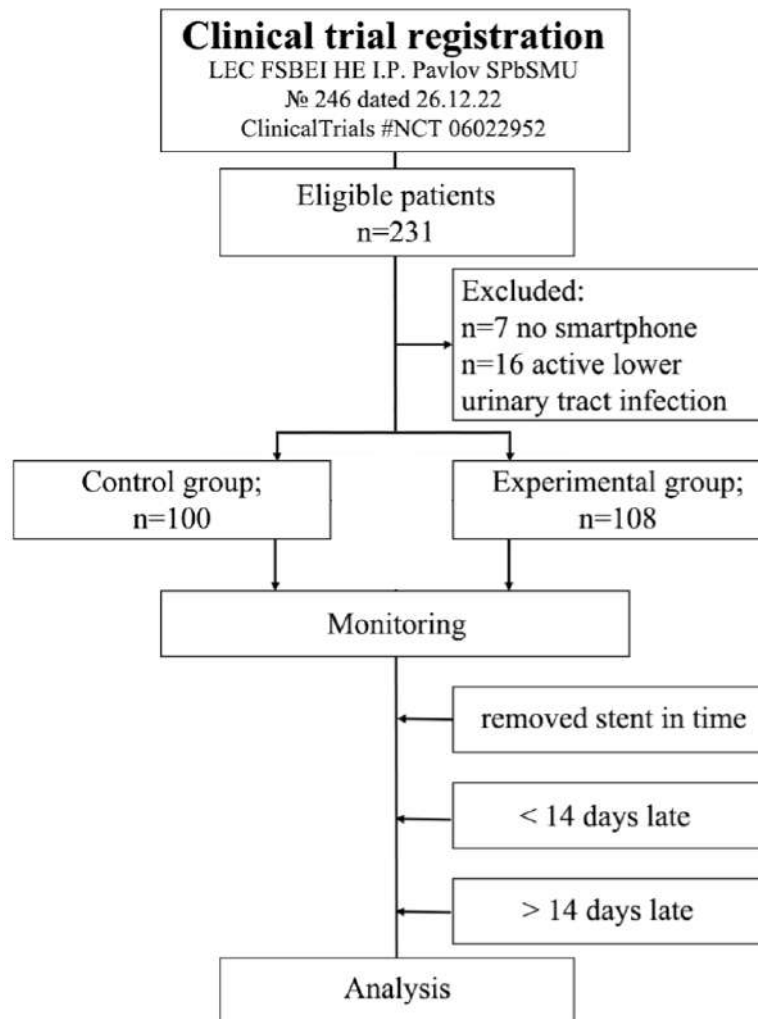 Clinical trial registration
LEC FSBEI HE I.P. Pavlov SPbSMU
№ 246 dated 26.12.22
ClinicalTrials #NCT 06022952
Eligible patients
n=231
Excluded:
n=7 no smartphone
n=16 active lower
urinary tract infection
Control group;
n=100
Experimental group;
n=108
Monitoring
removed stent in time
< 14 days late
> 14 days late
Analysis